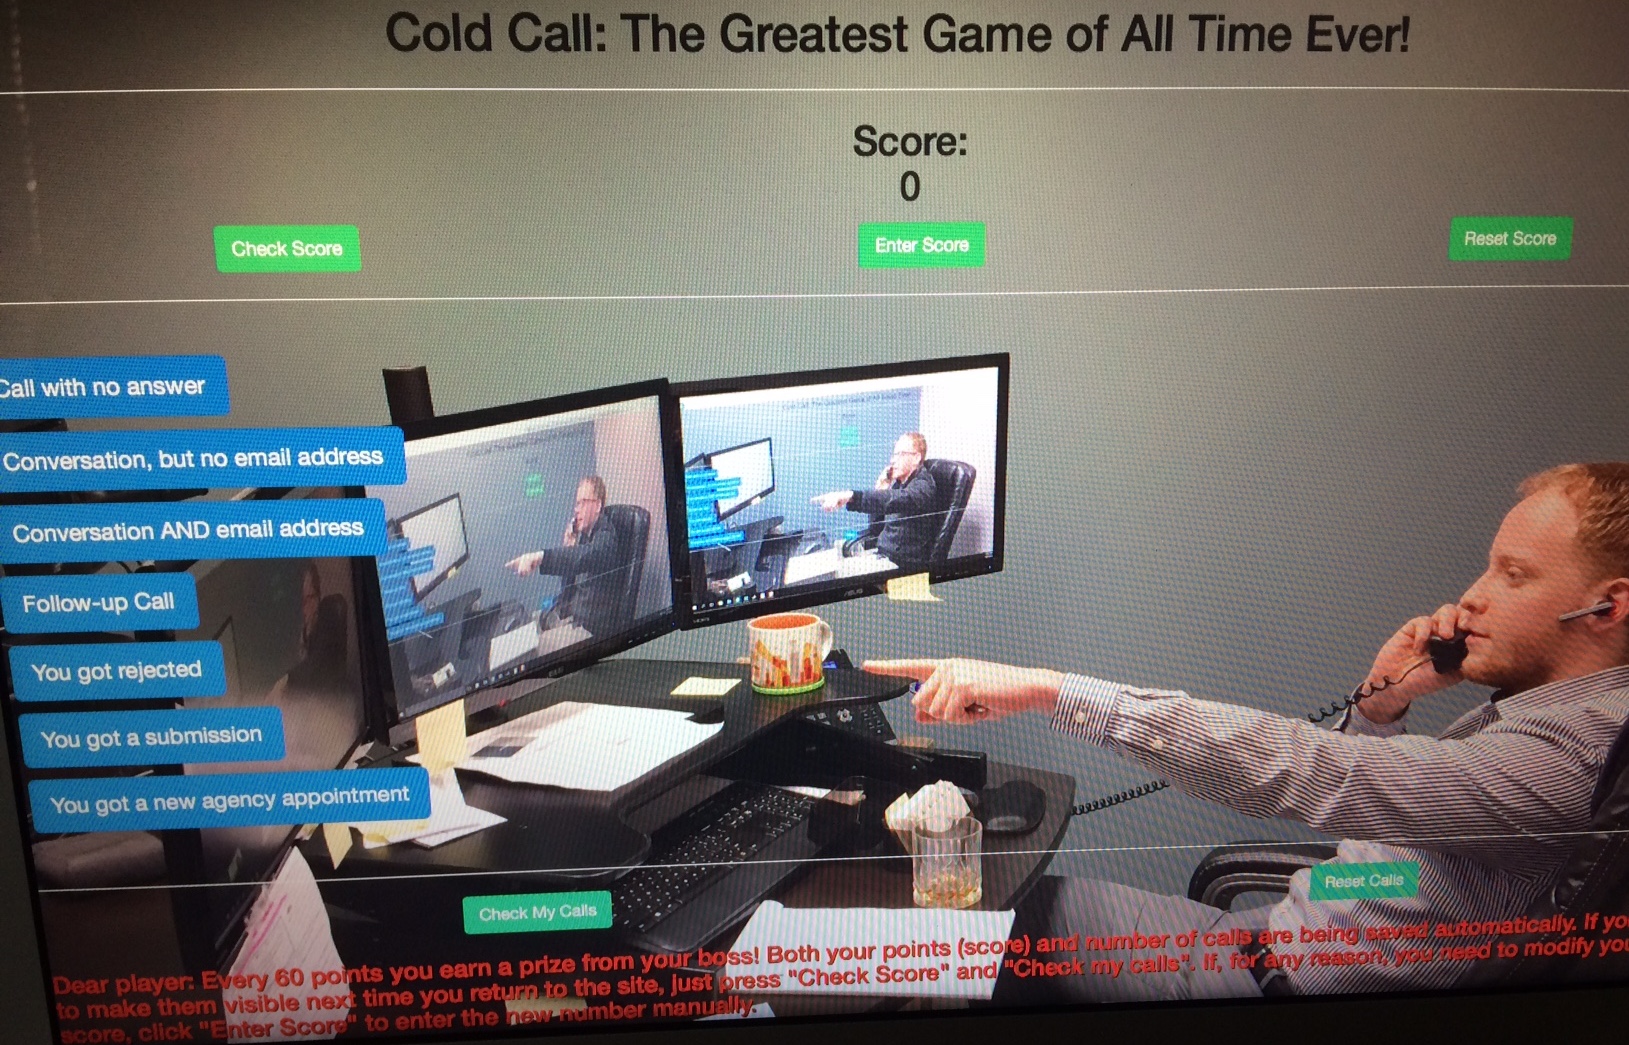 Cold Call: The Greatest Game of All Time Ever!
Score:
0
Check Score
Enter Score
Reset Score
Call with no answer
Conversation, but no email address
Conversation AND email address
Follow-up Call
You got rejected
You got a submission
You got a new agency appointment
Check My Calls
Reset Calls
Dear player: Every 60 points you earn a prize from your boss! Both your points (score) and number of calls are being saved automatically. If
to make them visible next time you return to the site, just press "Check Score" and "Check my calls". If, for any reason, you need to modify
score, click "Enter Score" to enter the new number manually.